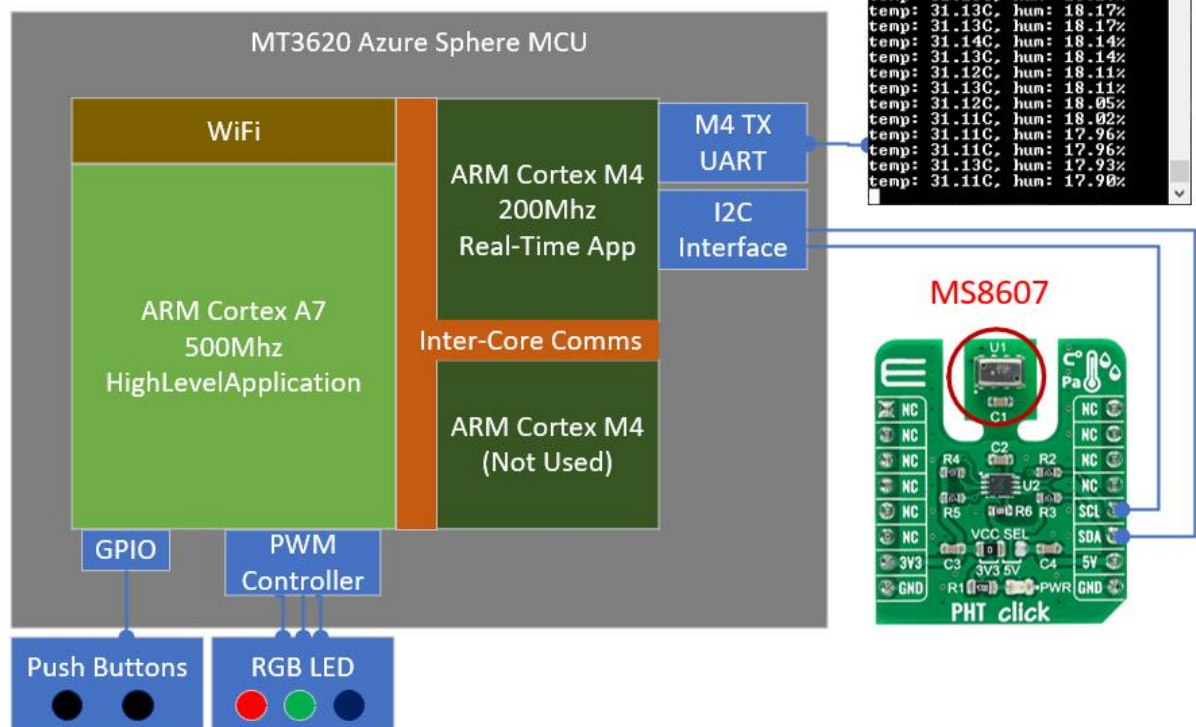 MT3620 Azure Sphere MCU
WiFi
ARM Cortex A7
500Mhz
HighLevelApplication
Inter-Core Comms
ARM Cortex M4
200Mhz
Real-Time App
ARM Cortex M4
(Not Used)
M4 TX
UART
I2C
Interface
GPIO
PWM
Controller
Push Buttons
RGB LED
temp: 31.13C, hum: 18.17%
temp: 31.13C, hum: 18.17%
temp: 31.14C, hum: 18.14%
temp: 31.13C, hum: 18.14%
temp: 31.12C, hum: 18.11%
temp: 31.13C, hum: 18.11%
temp: 31.12C, hum: 18.05%
temp: 31.11C, hum: 18.02%
temp: 31.11C, hum: 17.96%
temp: 31.11C, hum: 17.96%
temp: 31.13C, hum: 17.93%
temp: 31.11C, hum: 17.90%
MS8607
U1
C°
Pa
C1
NC
NC
NC
NC
NC
NC
3V3
GND
C2
R4
R2
U2
R5
R6
R3
VCC SEL
C3
3V3
5V
C4
R1
PWR
NC
NC
NC
NC
SCL
SDA
5V
GND
PHT click